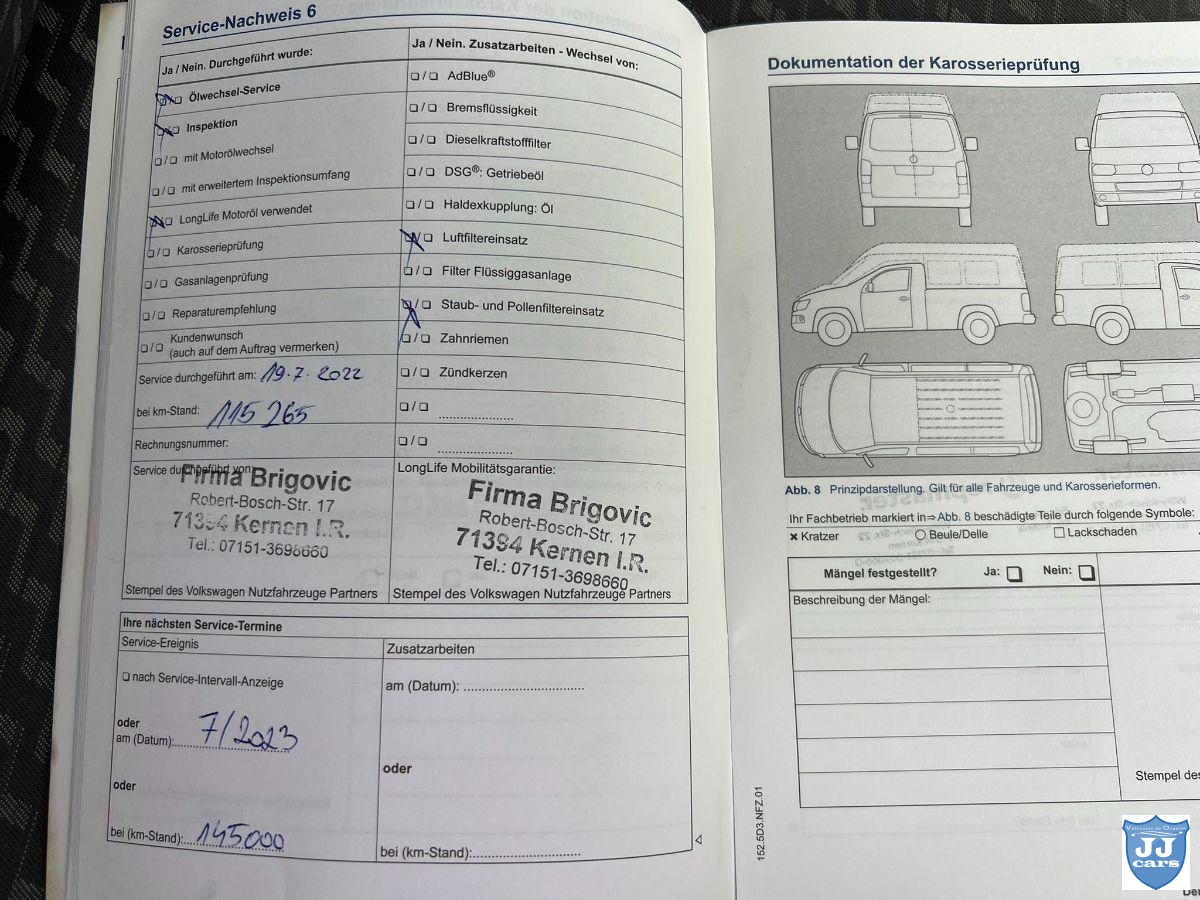 Service-Nachweis 6
Ja / Nein. Durchgeführt wurde:
Ölwechsel-Service
Inspektion
mit Motorölwechsel
mit erweitertem Inspektionsumfang
LongLife Motoröl verwendet
Karosserieprüfung
Gasanlagenprüfung
Reparaturempfehlung
Kundenwunsch
(auch auf dem Auftrag vermerken)
Service durchgeführt am: 19.7.2022
bei km-Stand: 115 265
Rechnungsnummer:
Service durchgeführt von:
Firma Brigovic
Robert-Bosch-Str. 17
71394 Kernen I.R.
Tel.: 07151-3698660
Stempel des Volkswagen Nutzfahrzeuge Partners
Ja / Nein. Zusatzarbeiten - Wechsel von:
AdBlue®
Bremsflüssigkeit
Dieselkraftstofffilter
DSG®: Getriebeöl
Haldexkupplung: Öl
Luftfiltereinsatz
Filter Flüssiggasanlage
Staub- und Pollenfiltereinsatz
Zahnriemen
Zündkerzen
LongLife Mobilitätsgarantie:
Firma Brigovic
Robert-Bosch-Str. 17
71394 Kernen I.R.
Tel.: 07151-3698660
Stempel des Volkswagen Nutzfahrzeuge Partners
Ihre nächsten Service-Termine
Service-Ereignis
nach Service-Intervall-Anzeige
oder
am (Datum): 7/2023
oder
bei (km-Stand): 145000
Zusatzarbeiten
am (Datum):
oder
bei (km-Stand):
Dokumentation der Karosserieprüfung
Abb. 8 Prinzipdarstellung. Gilt für alle Fahrzeuge und Karosserieformen.
Ihr Fachbetrieb markiert in⇒Abb. 8 beschädigte Teile durch folgende Symbole:
× Kratzer
Beule/Delle
Lackschaden
Mängel festgestellt? Ja: Nein:
Beschreibung der Mängel:
Stempel des
152.5D3.NFZ.01
JJ
cars